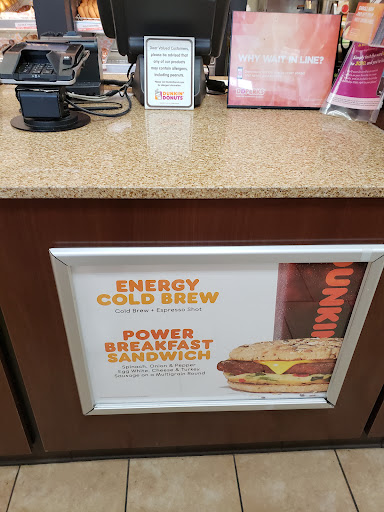 Dear Valued Customers,
please be advised that
any of our products
may contain allergens,
including peanuts.
DUNKIN'
DONUTS
WHY WAIT IN LINE?
ENERGY
COLD BREW
Cold Brew + Espresso Shot
POWER
BREAKFAST
SANDWICH
Spinach, Onion & Pepper
Egg White, Cheese & Turkey
Sausage on a Multigrain Round
DUNKIN'